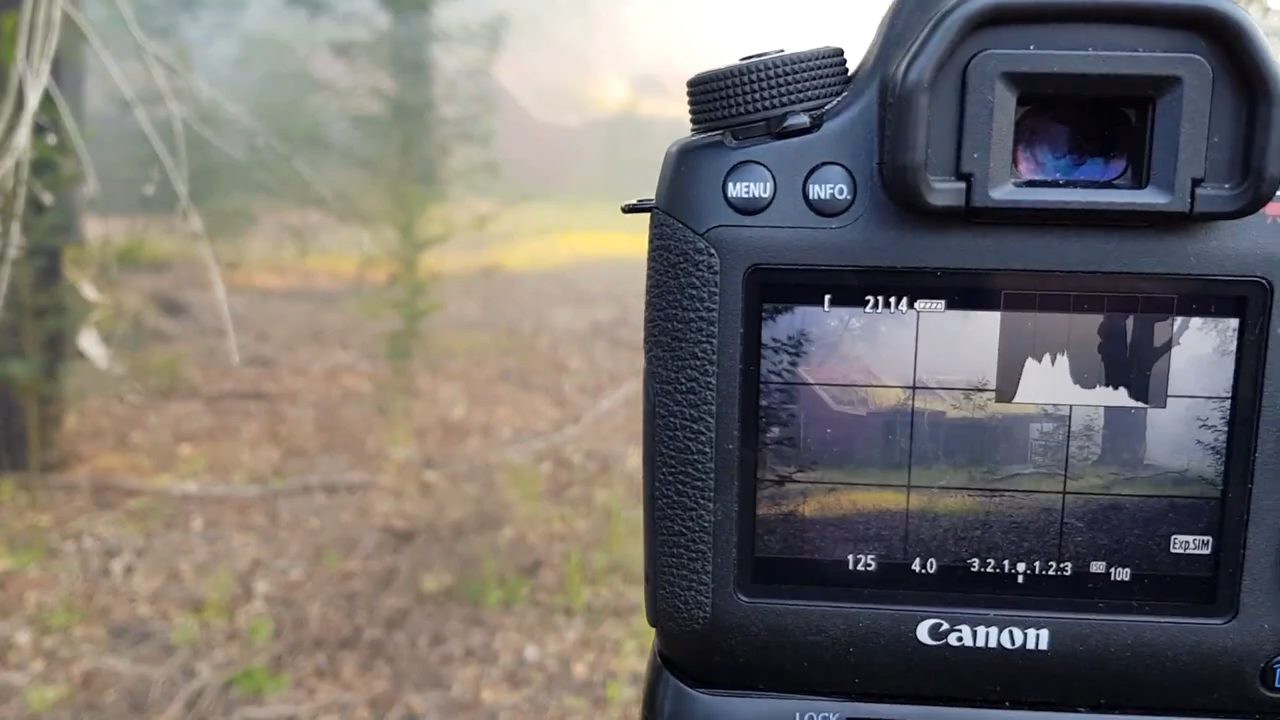 MENU INFO.
[ 2]14
Exp.SIM
125 4.0 -3.2.1.0.1.2.3 ISO 100
Canon
LOCK